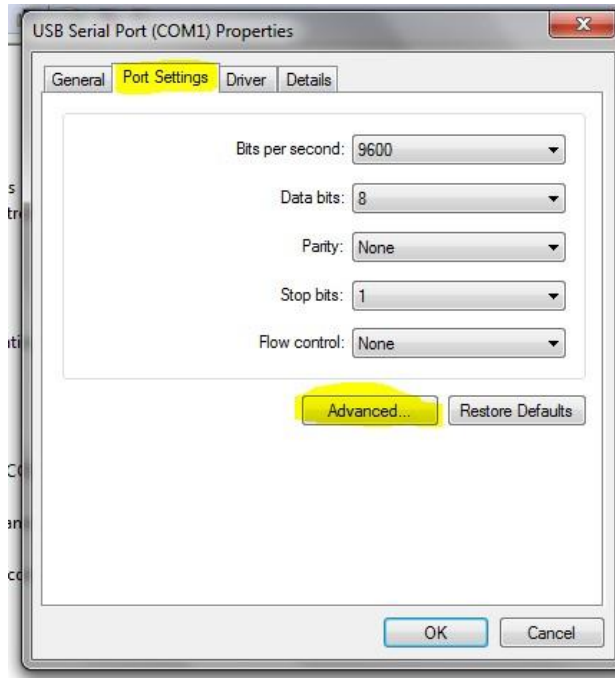 USB Serial Port (COM1) Properties
General Port Settings Driver Details
Bits per second: 9600
Data bits: 8
Parity: None
Stop bits: 1
Flow control: None
Advanced... Restore Defaults
OK Cancel